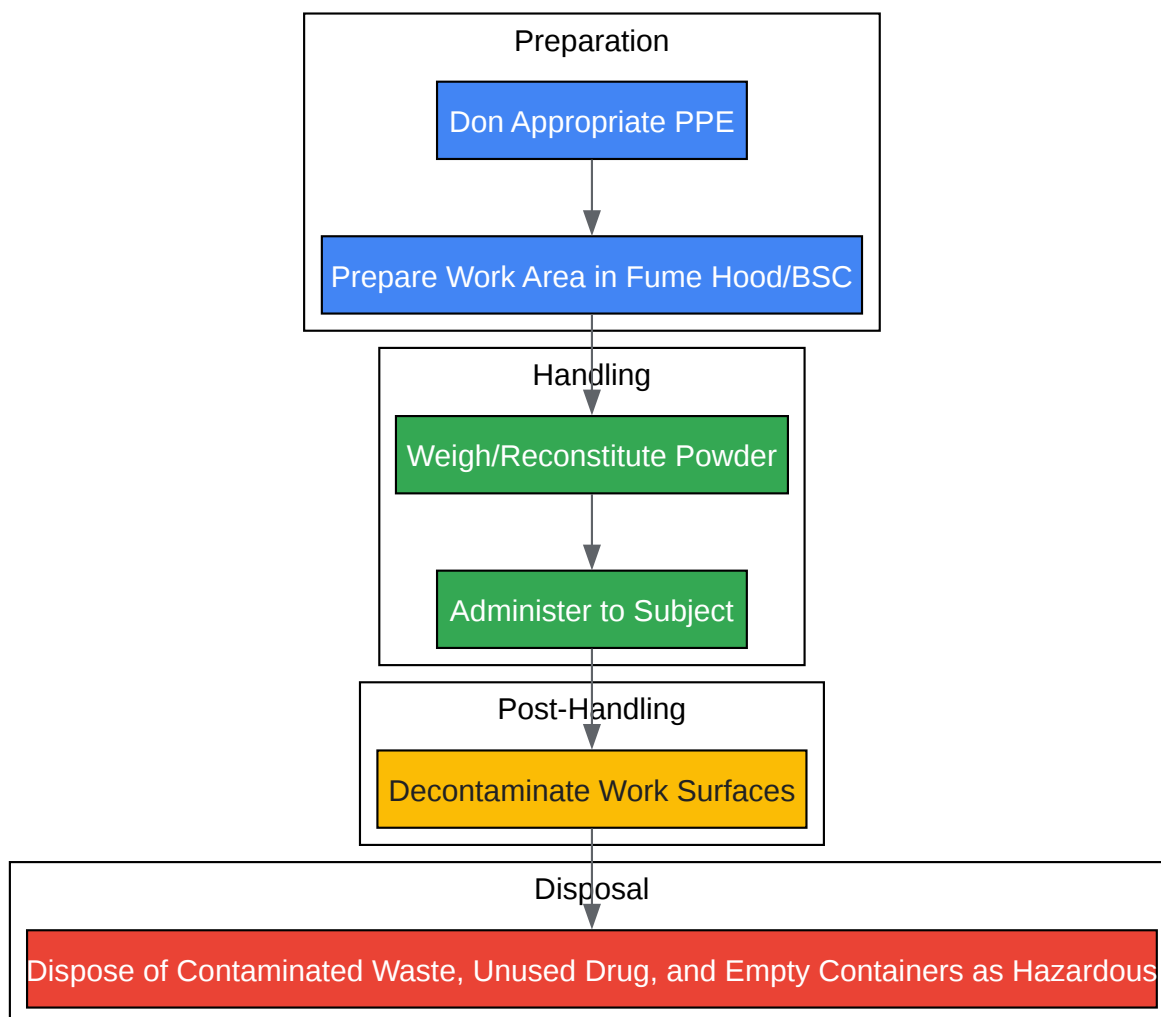 Preparation
Don Appropriate PPE
Prepare Work Area in Fume Hood/BSC
Handling
Weigh/Reconstitute Powder
Administer to Subject
Post-Handling
Decontaminate Work Surfaces
Disposal
Dispose of Contaminated Waste, Unused Drug, and Empty Containers as Hazardous